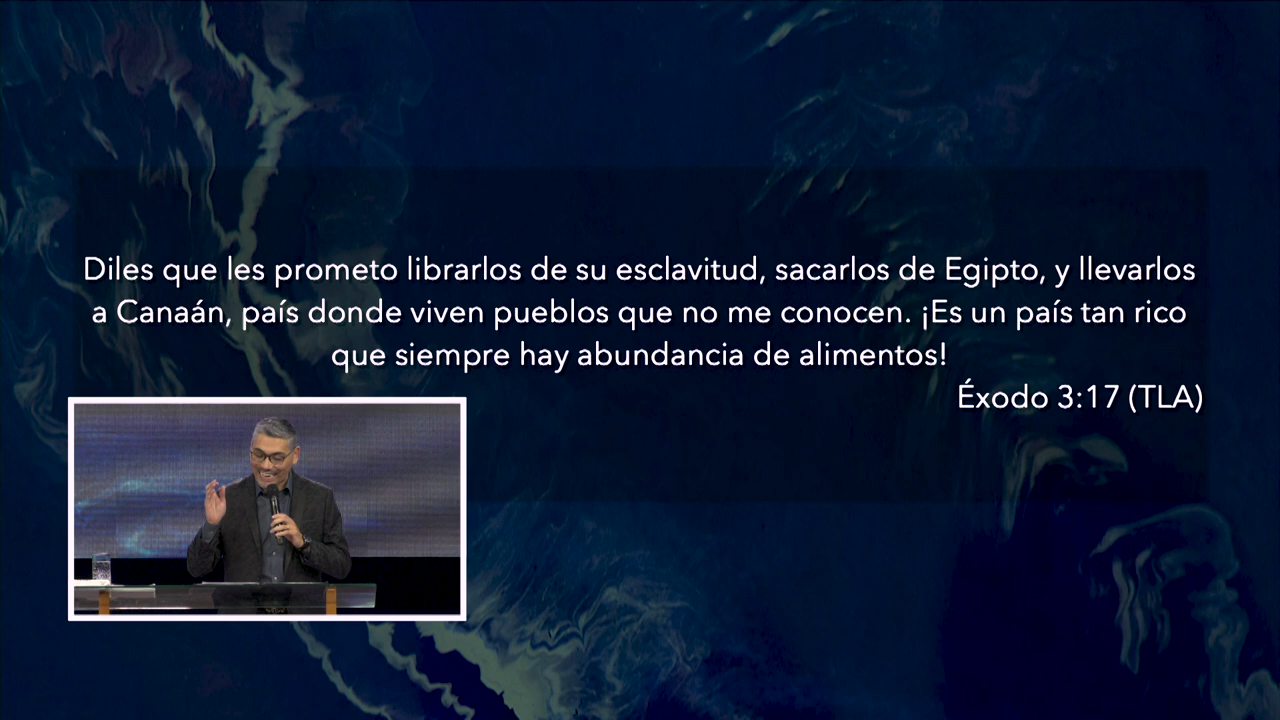 Diles que les prometo librarlos de su esclavitud, sacarlos de Egipto, y llevarlos
a Canaán, país donde viven pueblos que no me conocen. ¡Es un país tan rico
que siempre hay abundancia de alimentos!
Éxodo 3:17 (TLA)